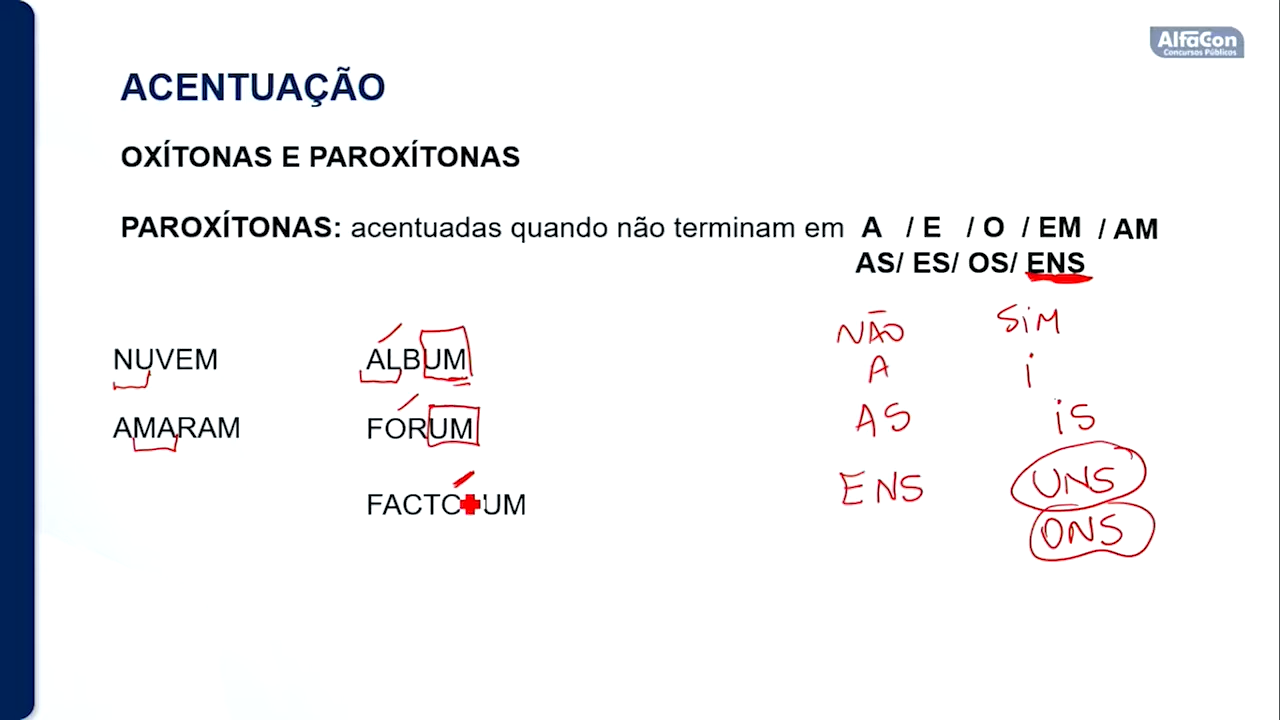 AlfaCon
Concursos Públicos
ACENTUAÇÃO
OXÍTONAS E PAROXÍTONAS
PAROXÍTONAS: acentuadas quando não terminam em A / E / O / EM / AM
AS/ ES/ OS/ ENS
NÃO SIM
NUVEM ALBUM A i
AMARAM FORUM AS iS
ENS UNS
FACTO UM ONS